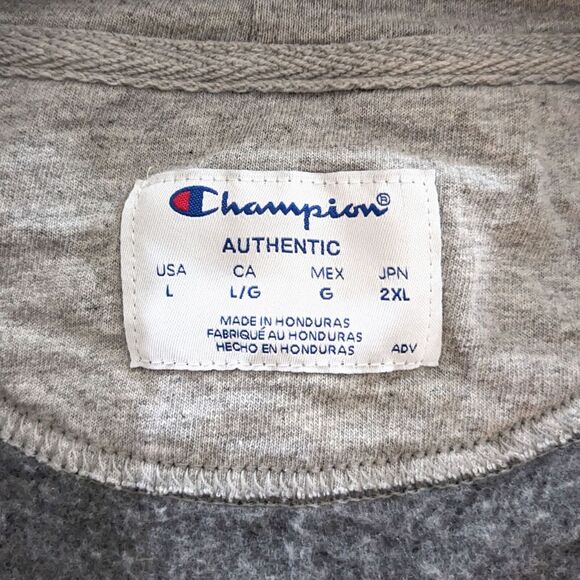 Champion®
AUTHENTIC
USA CA MEX JPN
L L/G G 2XL
MADE IN HONDURAS
FABRIQUÉ AU HONDURAS
HECHO EN HONDURAS ADV